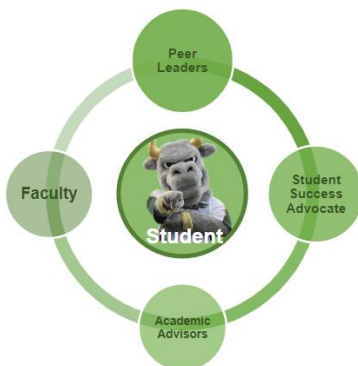 Peer
Leaders
Faculty
Student
Student
Success
Advocate
Academic
Advisors